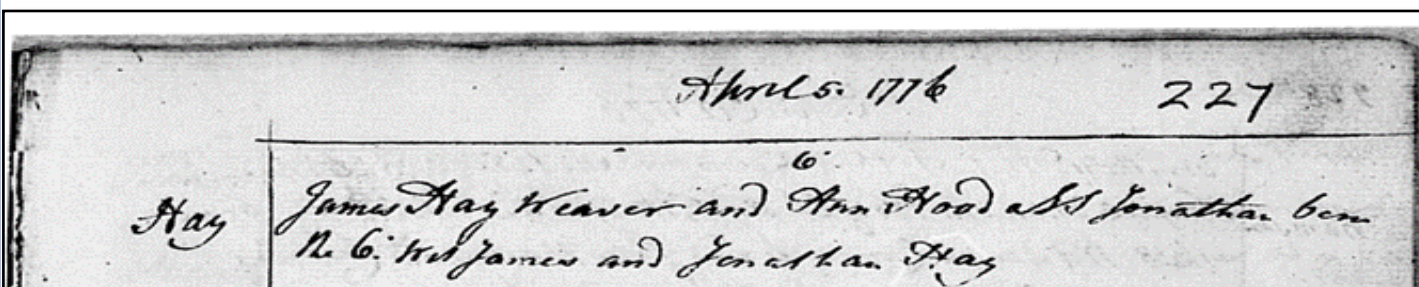 April 5. 1776 227
6.
Hay James Hay Weaver and Ann Hood a LS Jonathan born
the 6. Wit James and Jonathan Hay